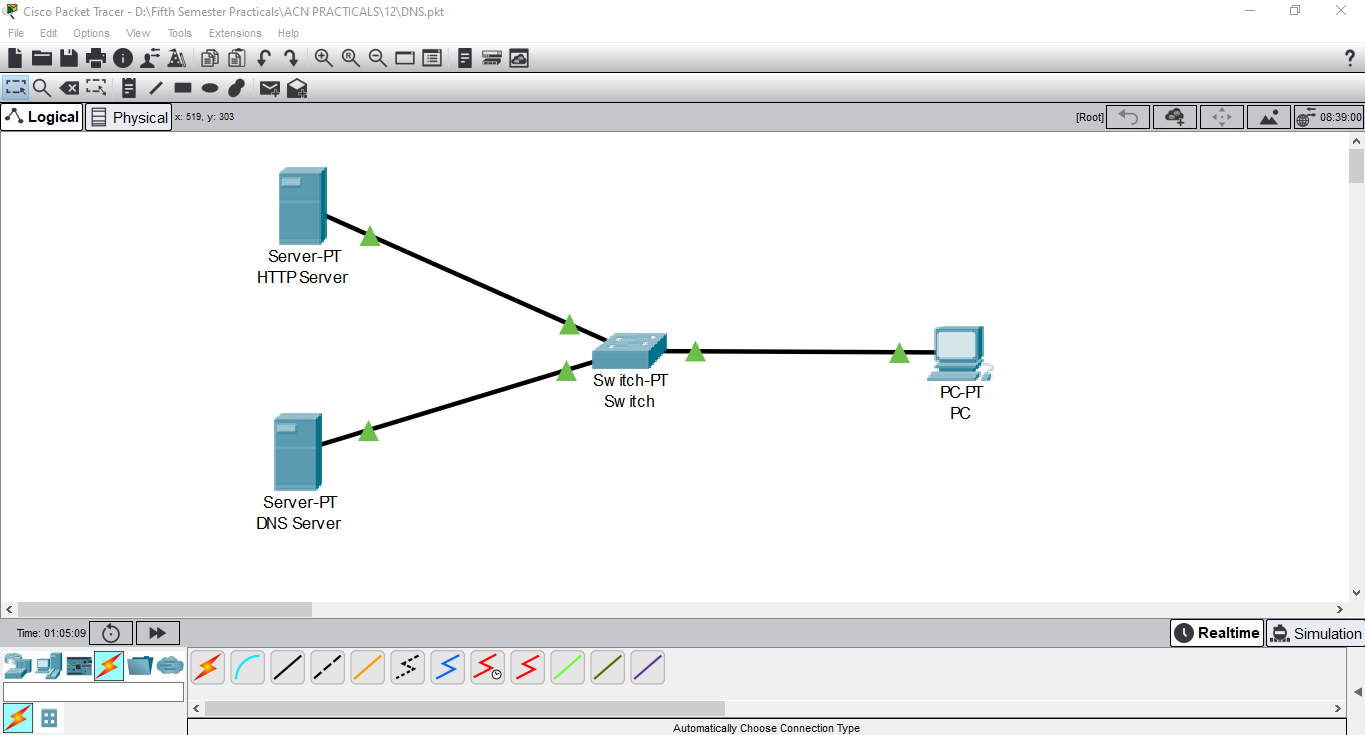 Cisco Packet Tracer - D:\Fifth Semester Practicals\ACN PRACTICALS\12\DNS.pkt
File Edit Options View Tools Extensions Help
?
Logical Physical x: 519, y: 303 [Root] 08:39:00
Server-PT
HTTP Server
Switch-PT
Switch
PC-PT
PC
Server-PT
DNS Server
Time: 01:05:09 Realtime Simulation
Automatically Choose Connection Type